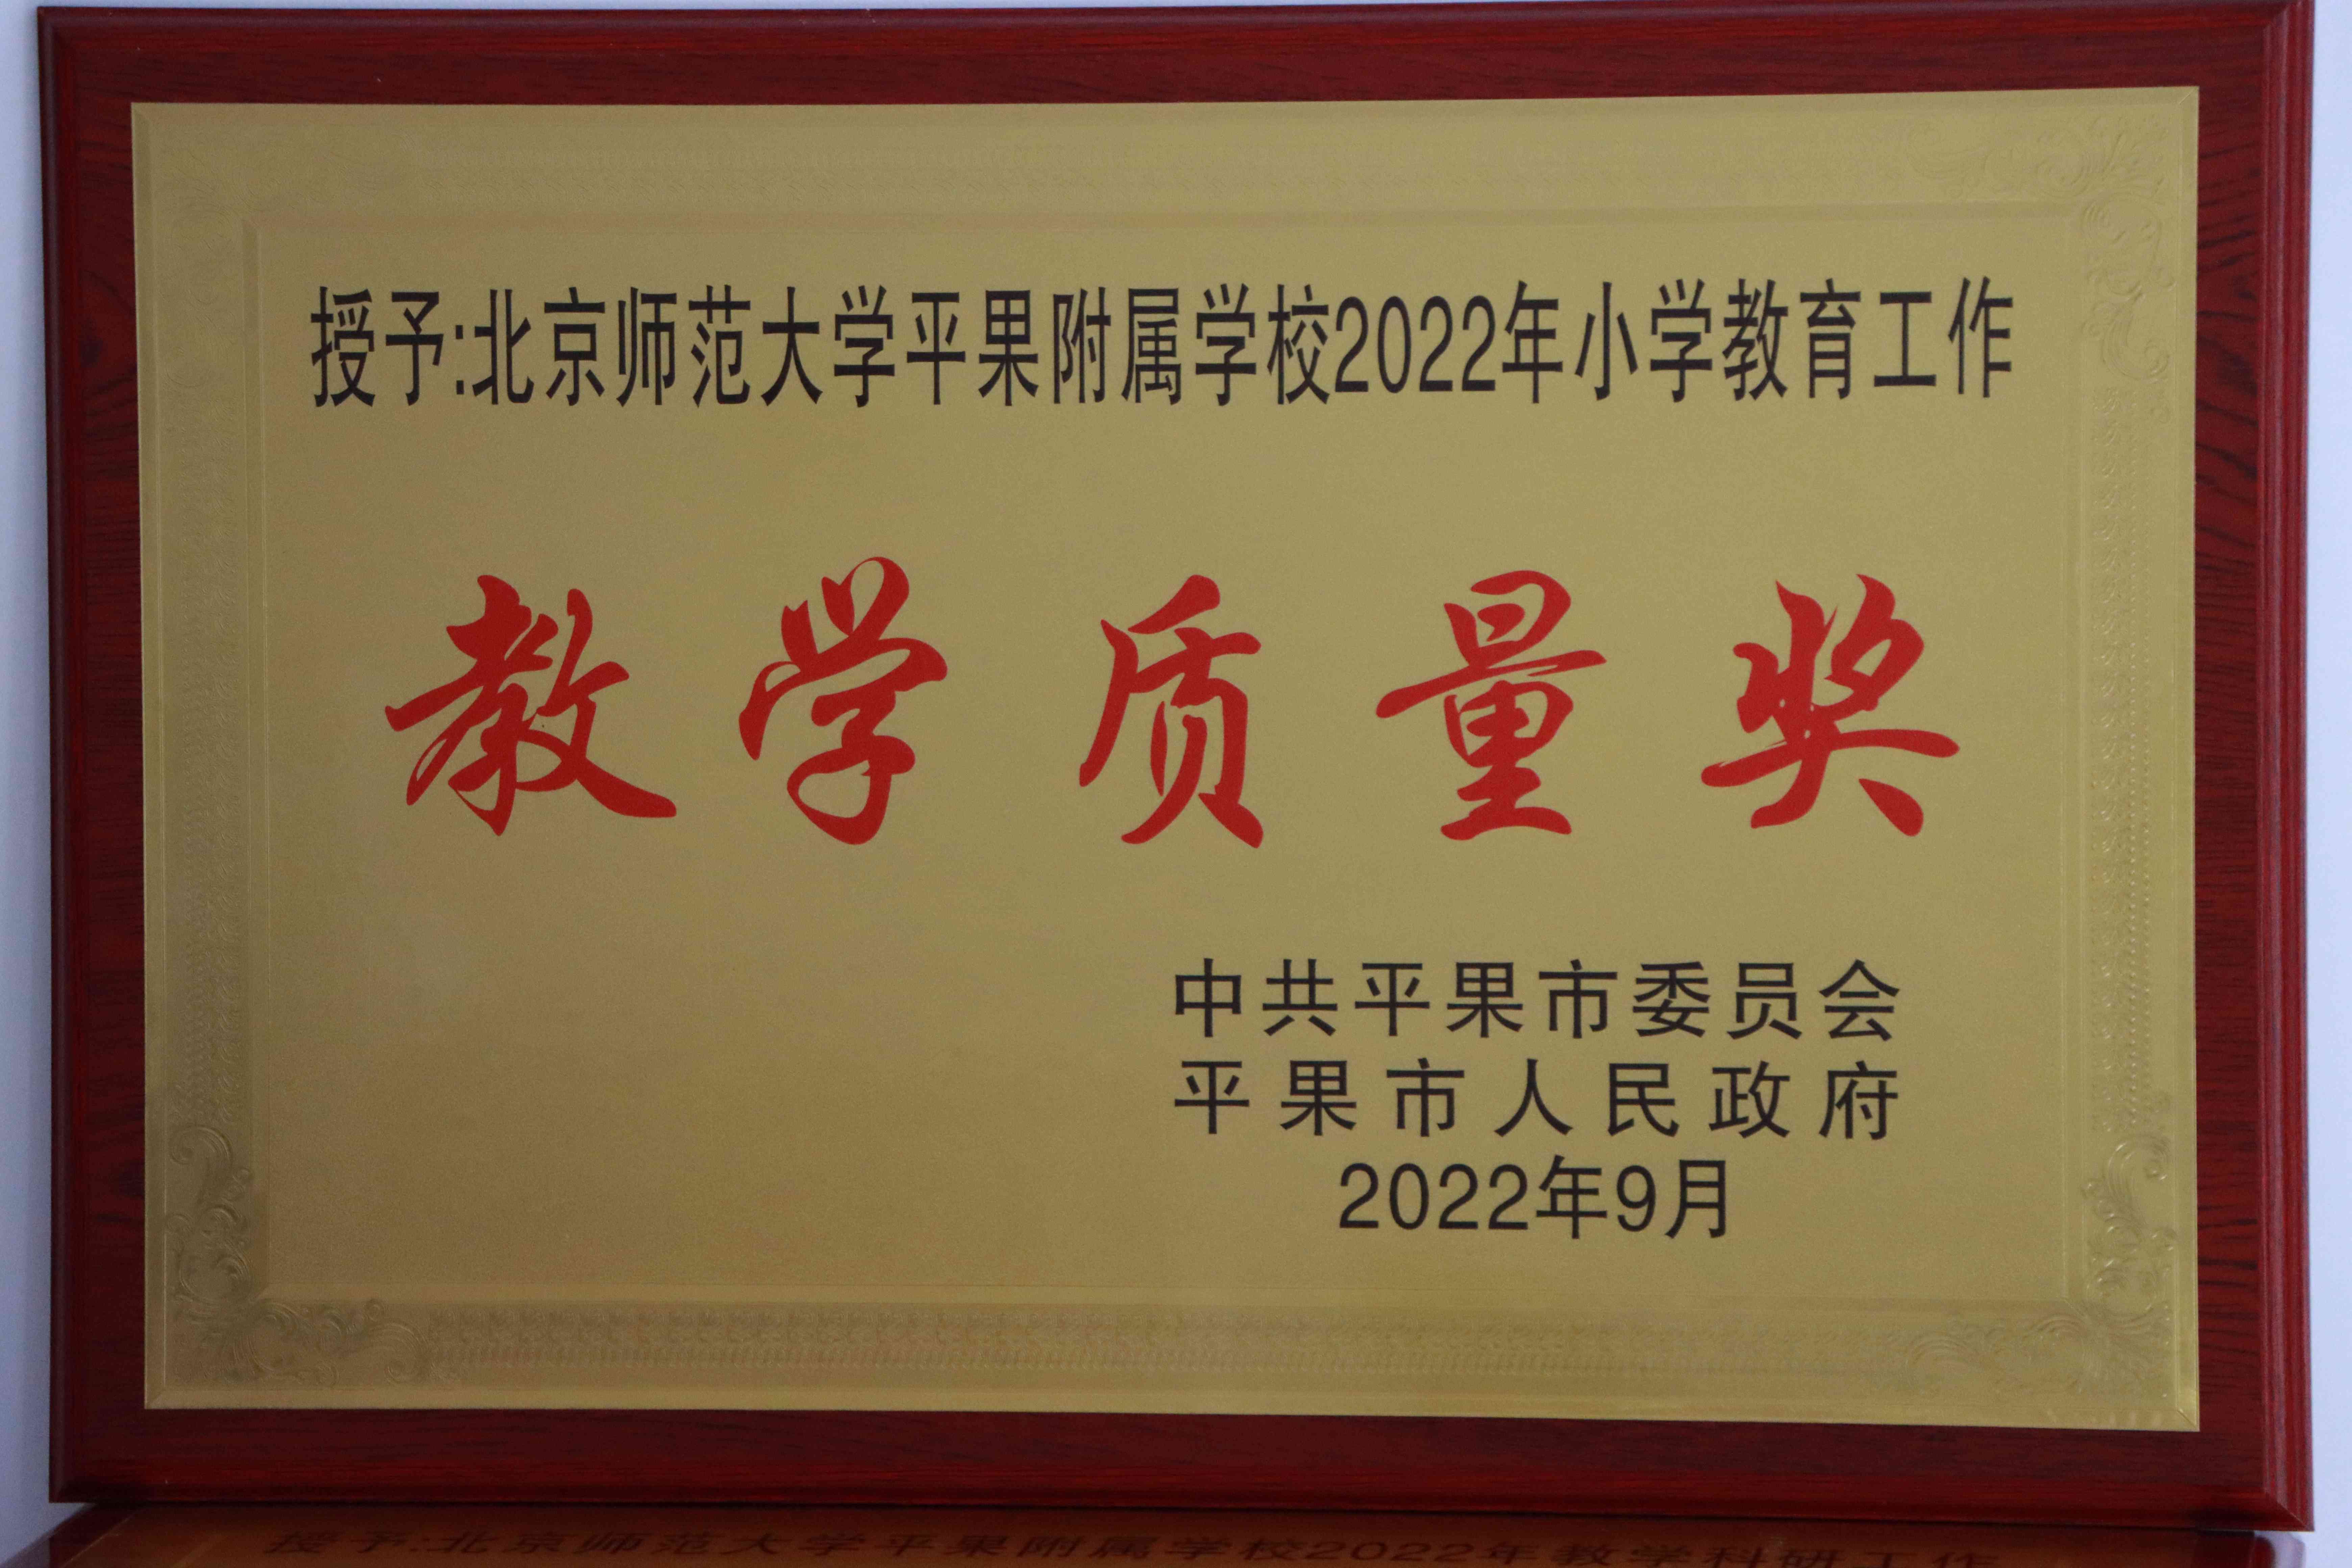 授予:北京师范大学平果附属学校2022年小学教育工作
教学质量奖
中共平果市委员会
平果市人民政府
2022年9月
授予:北京师范大学平果附属学校2022年教学科研工作